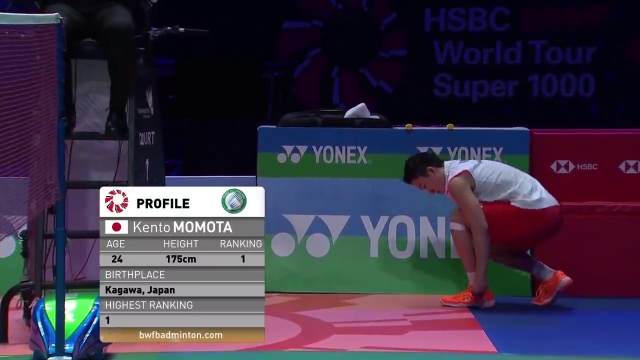 HSBC
World Tour
Super 1000
YONEX
HSBC
YONEX
YONEX
COURT
1
PROFILE
Kento MOMOTA
AGE HEIGHT RANKING
24 175cm 1
BIRTHPLACE
Kagawa, Japan
HIGHEST RANKING
1
bwfbadminton.com